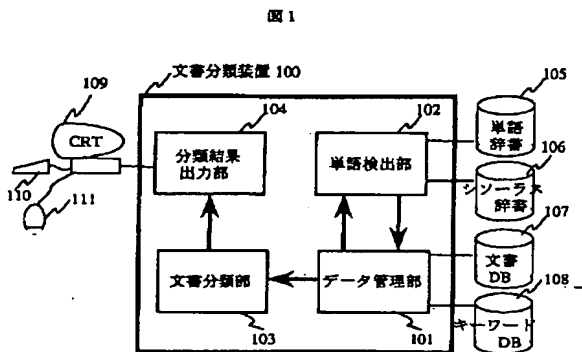 図1
文書分類装置 100
109
CRT
110
111
104
分類結果
出力部
102
単語検出部
文書分類部
103
データ管理部
101
105
単語
辞書
106
シソーラス
辞書
107
文書
DB
108
キーワード
DB